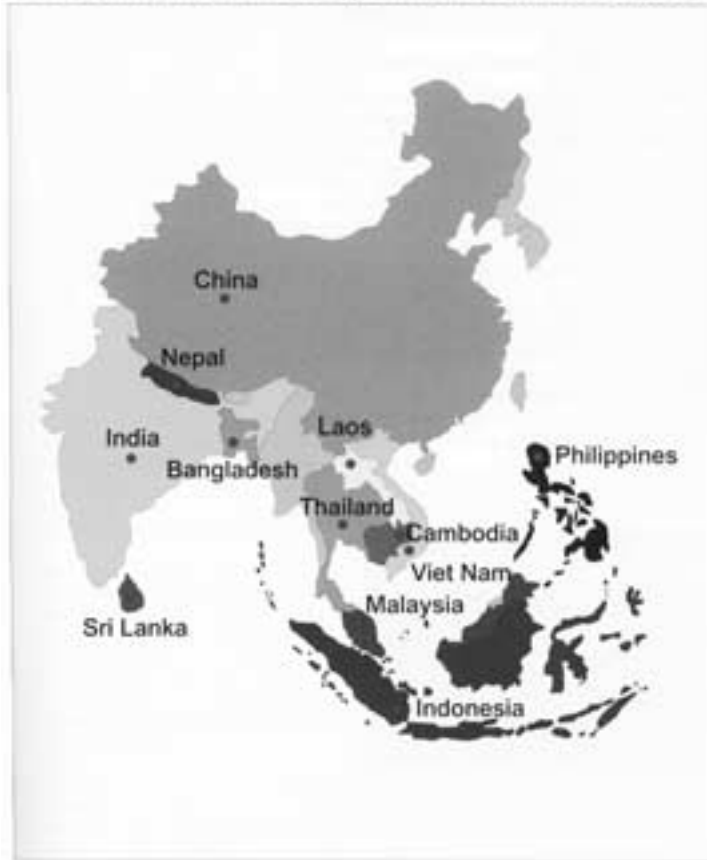 China
Nepal
Laos
India
Bangladesh
Philippines
Thailand
Cambodia
Viet Nam
Malaysia
Sri Lanka
Indonesia